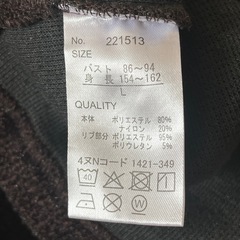 No. 221513
SIZE
バスト 86~94
身長 154~162
L
QUALITY
本体 ポリエステル 80%
ナイロン 20%
リブ部分 ポリエステル 95%
ポリウレタン 5%
4ヌNコード 1421-349
40